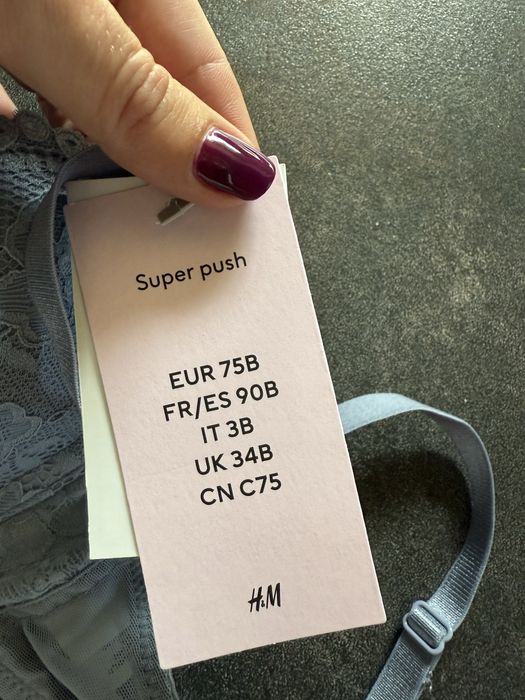 Super push
EUR 75B
FR/ES 90B
IT 3B
UK 34B
CN C75
H&M